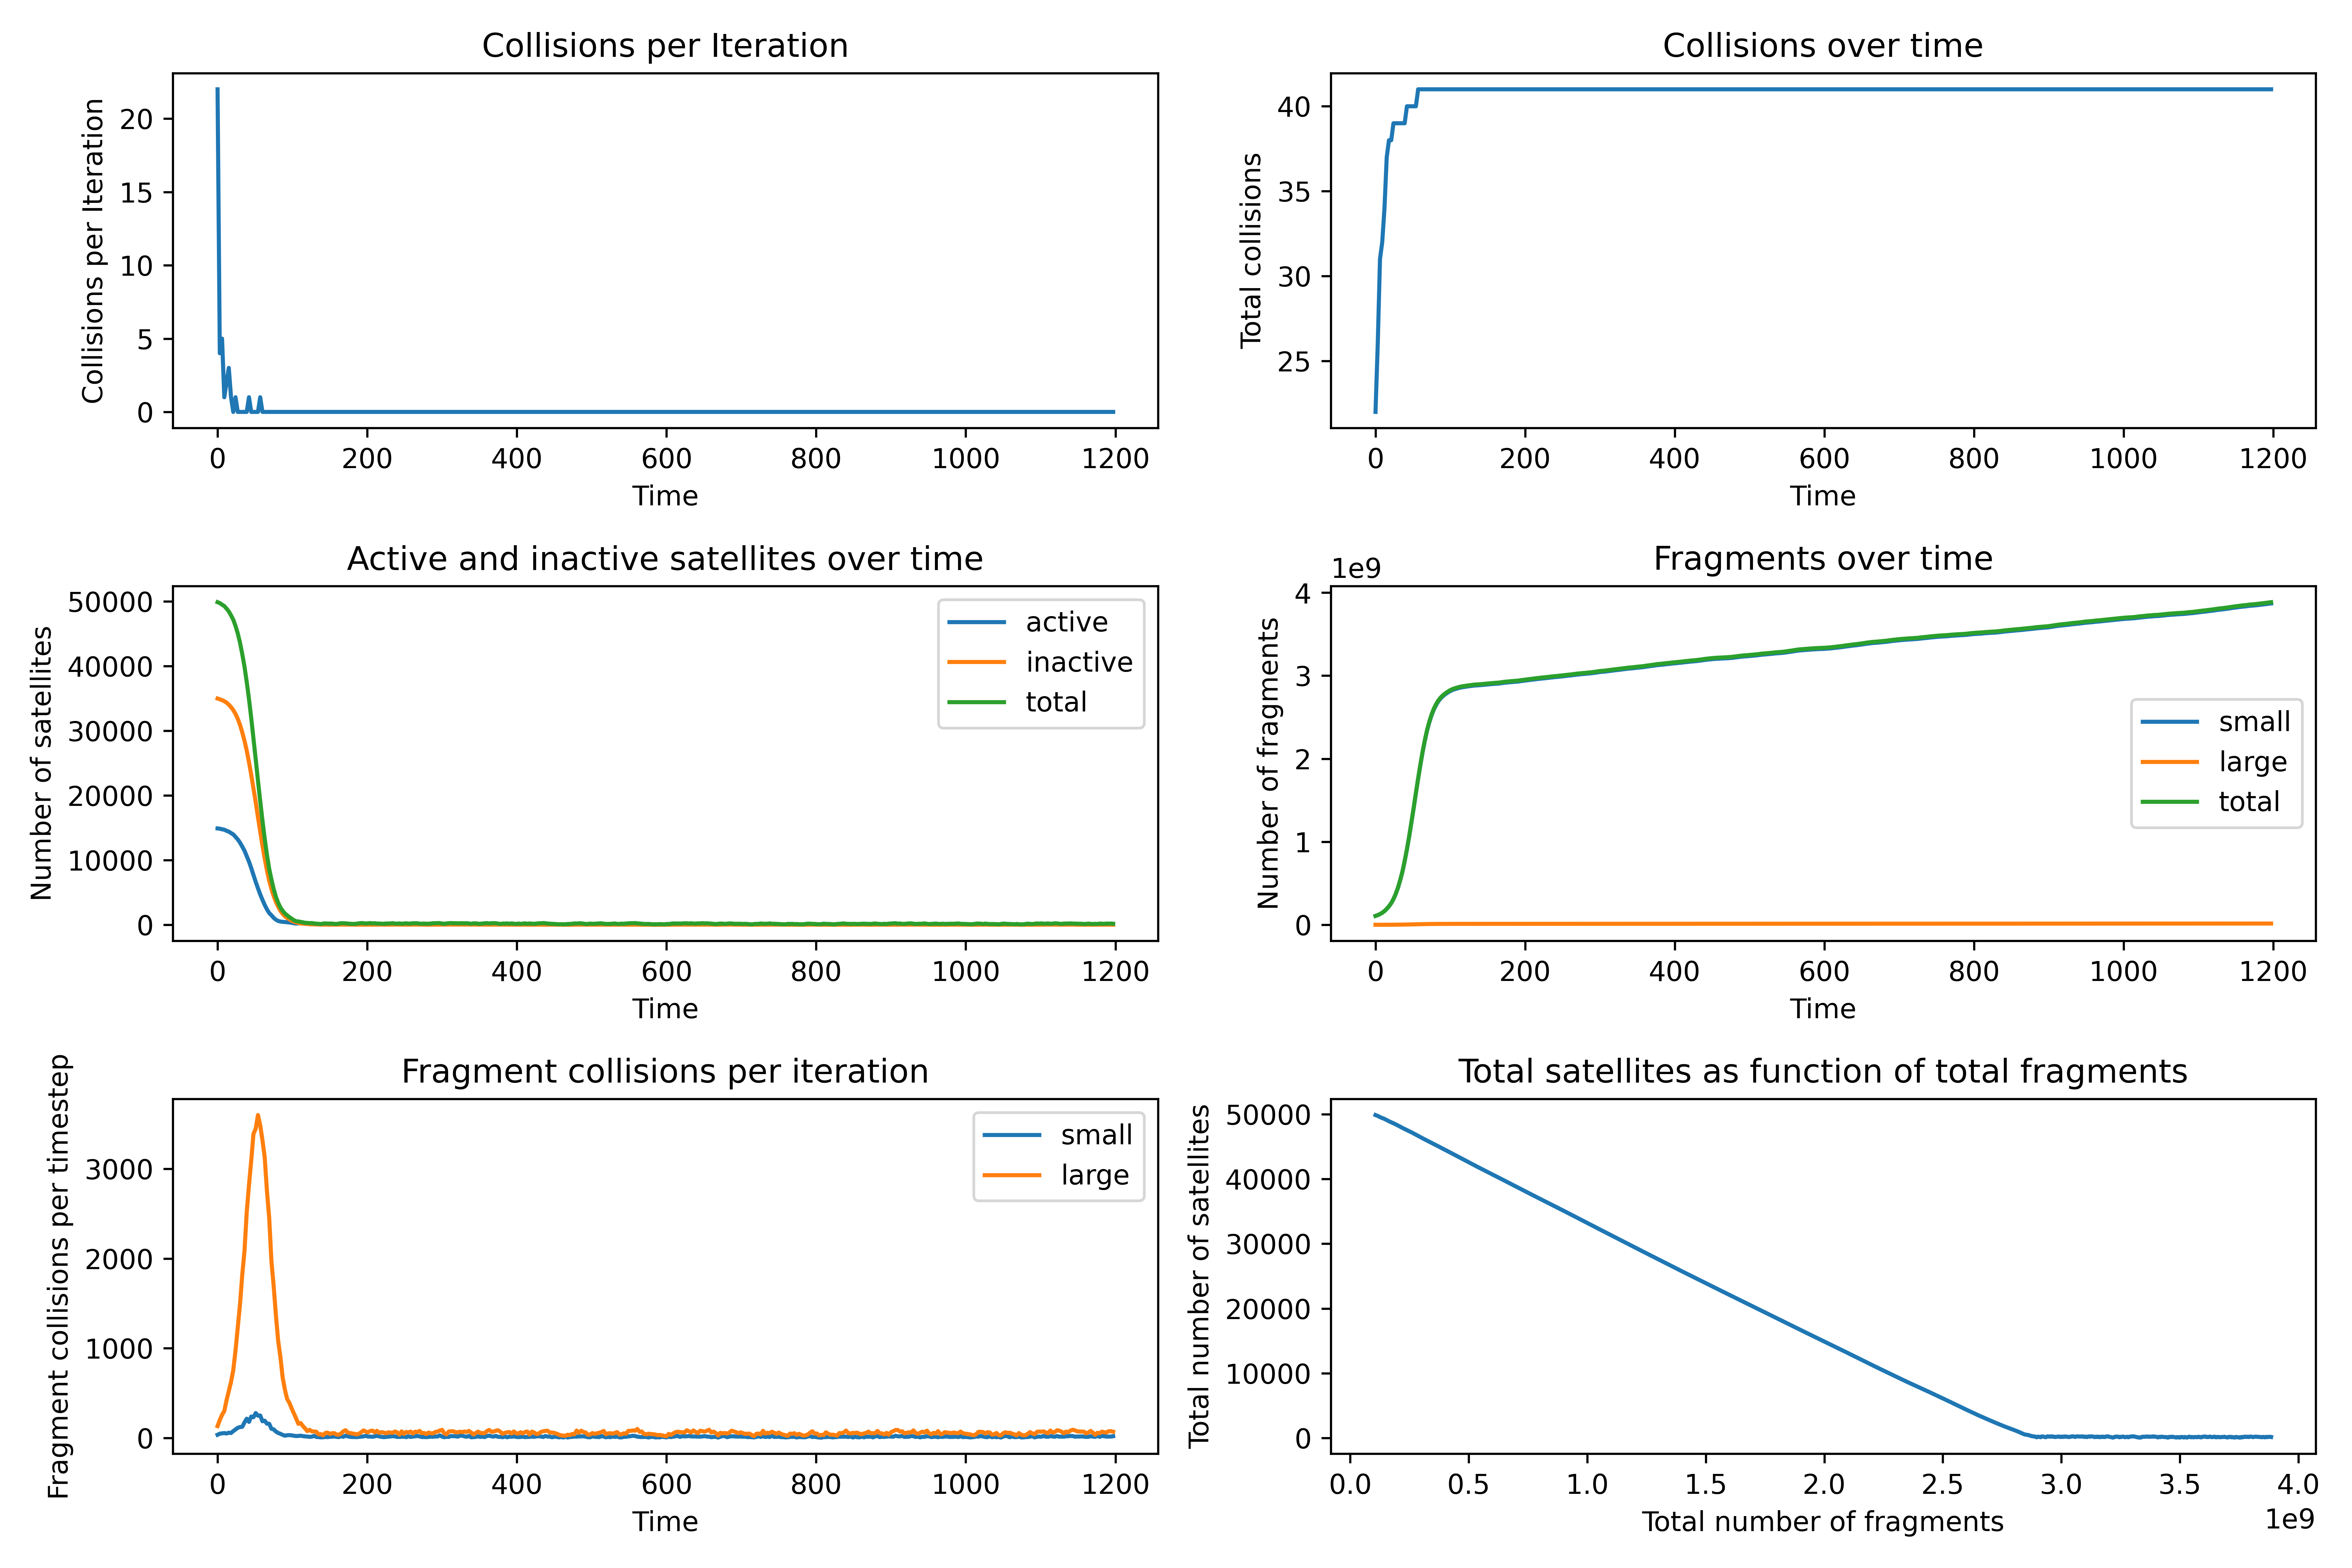 Collisions per Iteration
Collisions per Iteration
20
15
10
5
0
0 200 400 600 800 1000 1200
Time
Collisions over time
Total collisions
40
35
30
25
0 200 400 600 800 1000 1200
Time
Active and inactive satellites over time
Number of satellites
50000
40000
30000
20000
10000
0
active
inactive
total
0 200 400 600 800 1000 1200
Time
Fragments over time
1e9
Number of fragments
4
3
2
1
0
small
large
total
0 200 400 600 800 1000 1200
Time
Fragment collisions per iteration
Fragment collisions per timestep
3000
2000
1000
0
small
large
0 200 400 600 800 1000 1200
Time
Total satellites as function of total fragments
Total number of satellites
50000
40000
30000
20000
10000
0
0.0 0.5 1.0 1.5 2.0 2.5 3.0 3.5 4.0
1e9
Total number of fragments